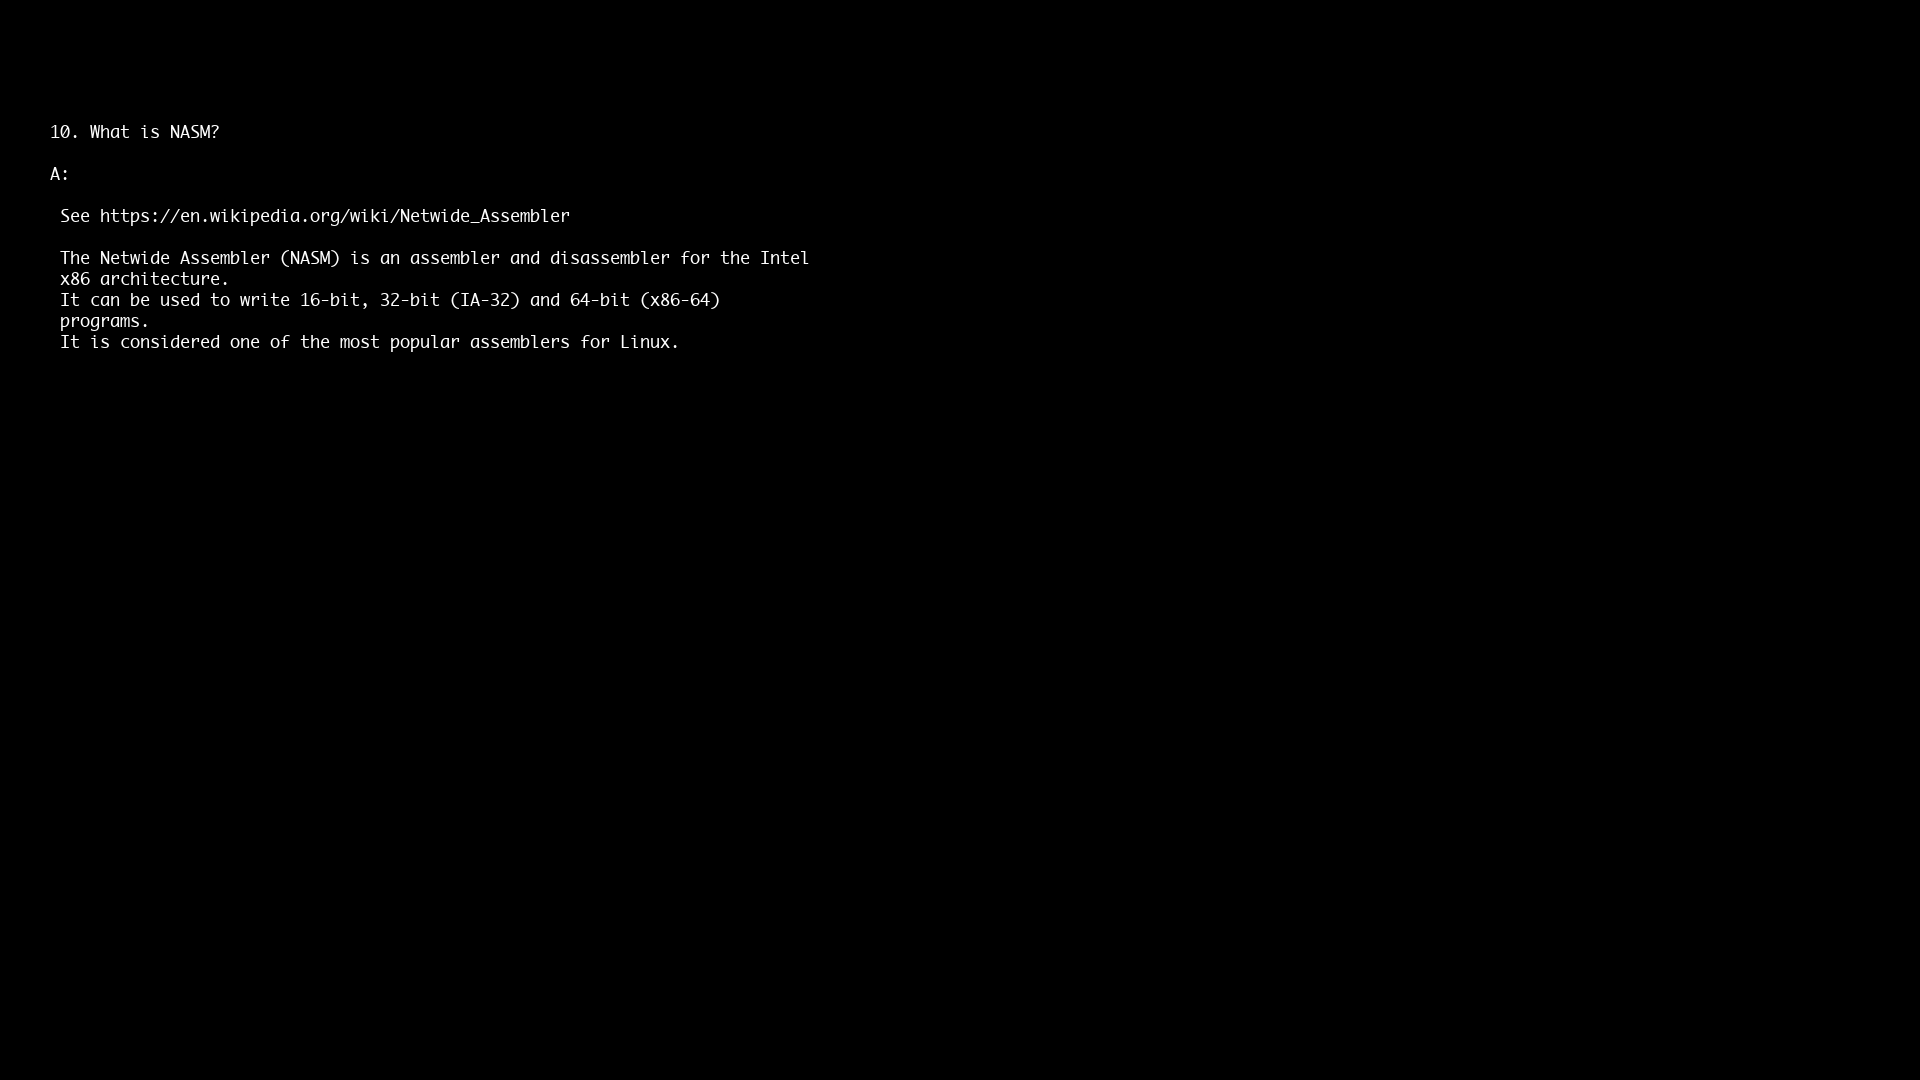 10. What is NASM?
A:
See https://en.wikipedia.org/wiki/Netwide_Assembler
The Netwide Assembler (NASM) is an assembler and disassembler for the Intel
x86 architecture.
It can be used to write 16-bit, 32-bit (IA-32) and 64-bit (x86-64)
programs.
It is considered one of the most popular assemblers for Linux.